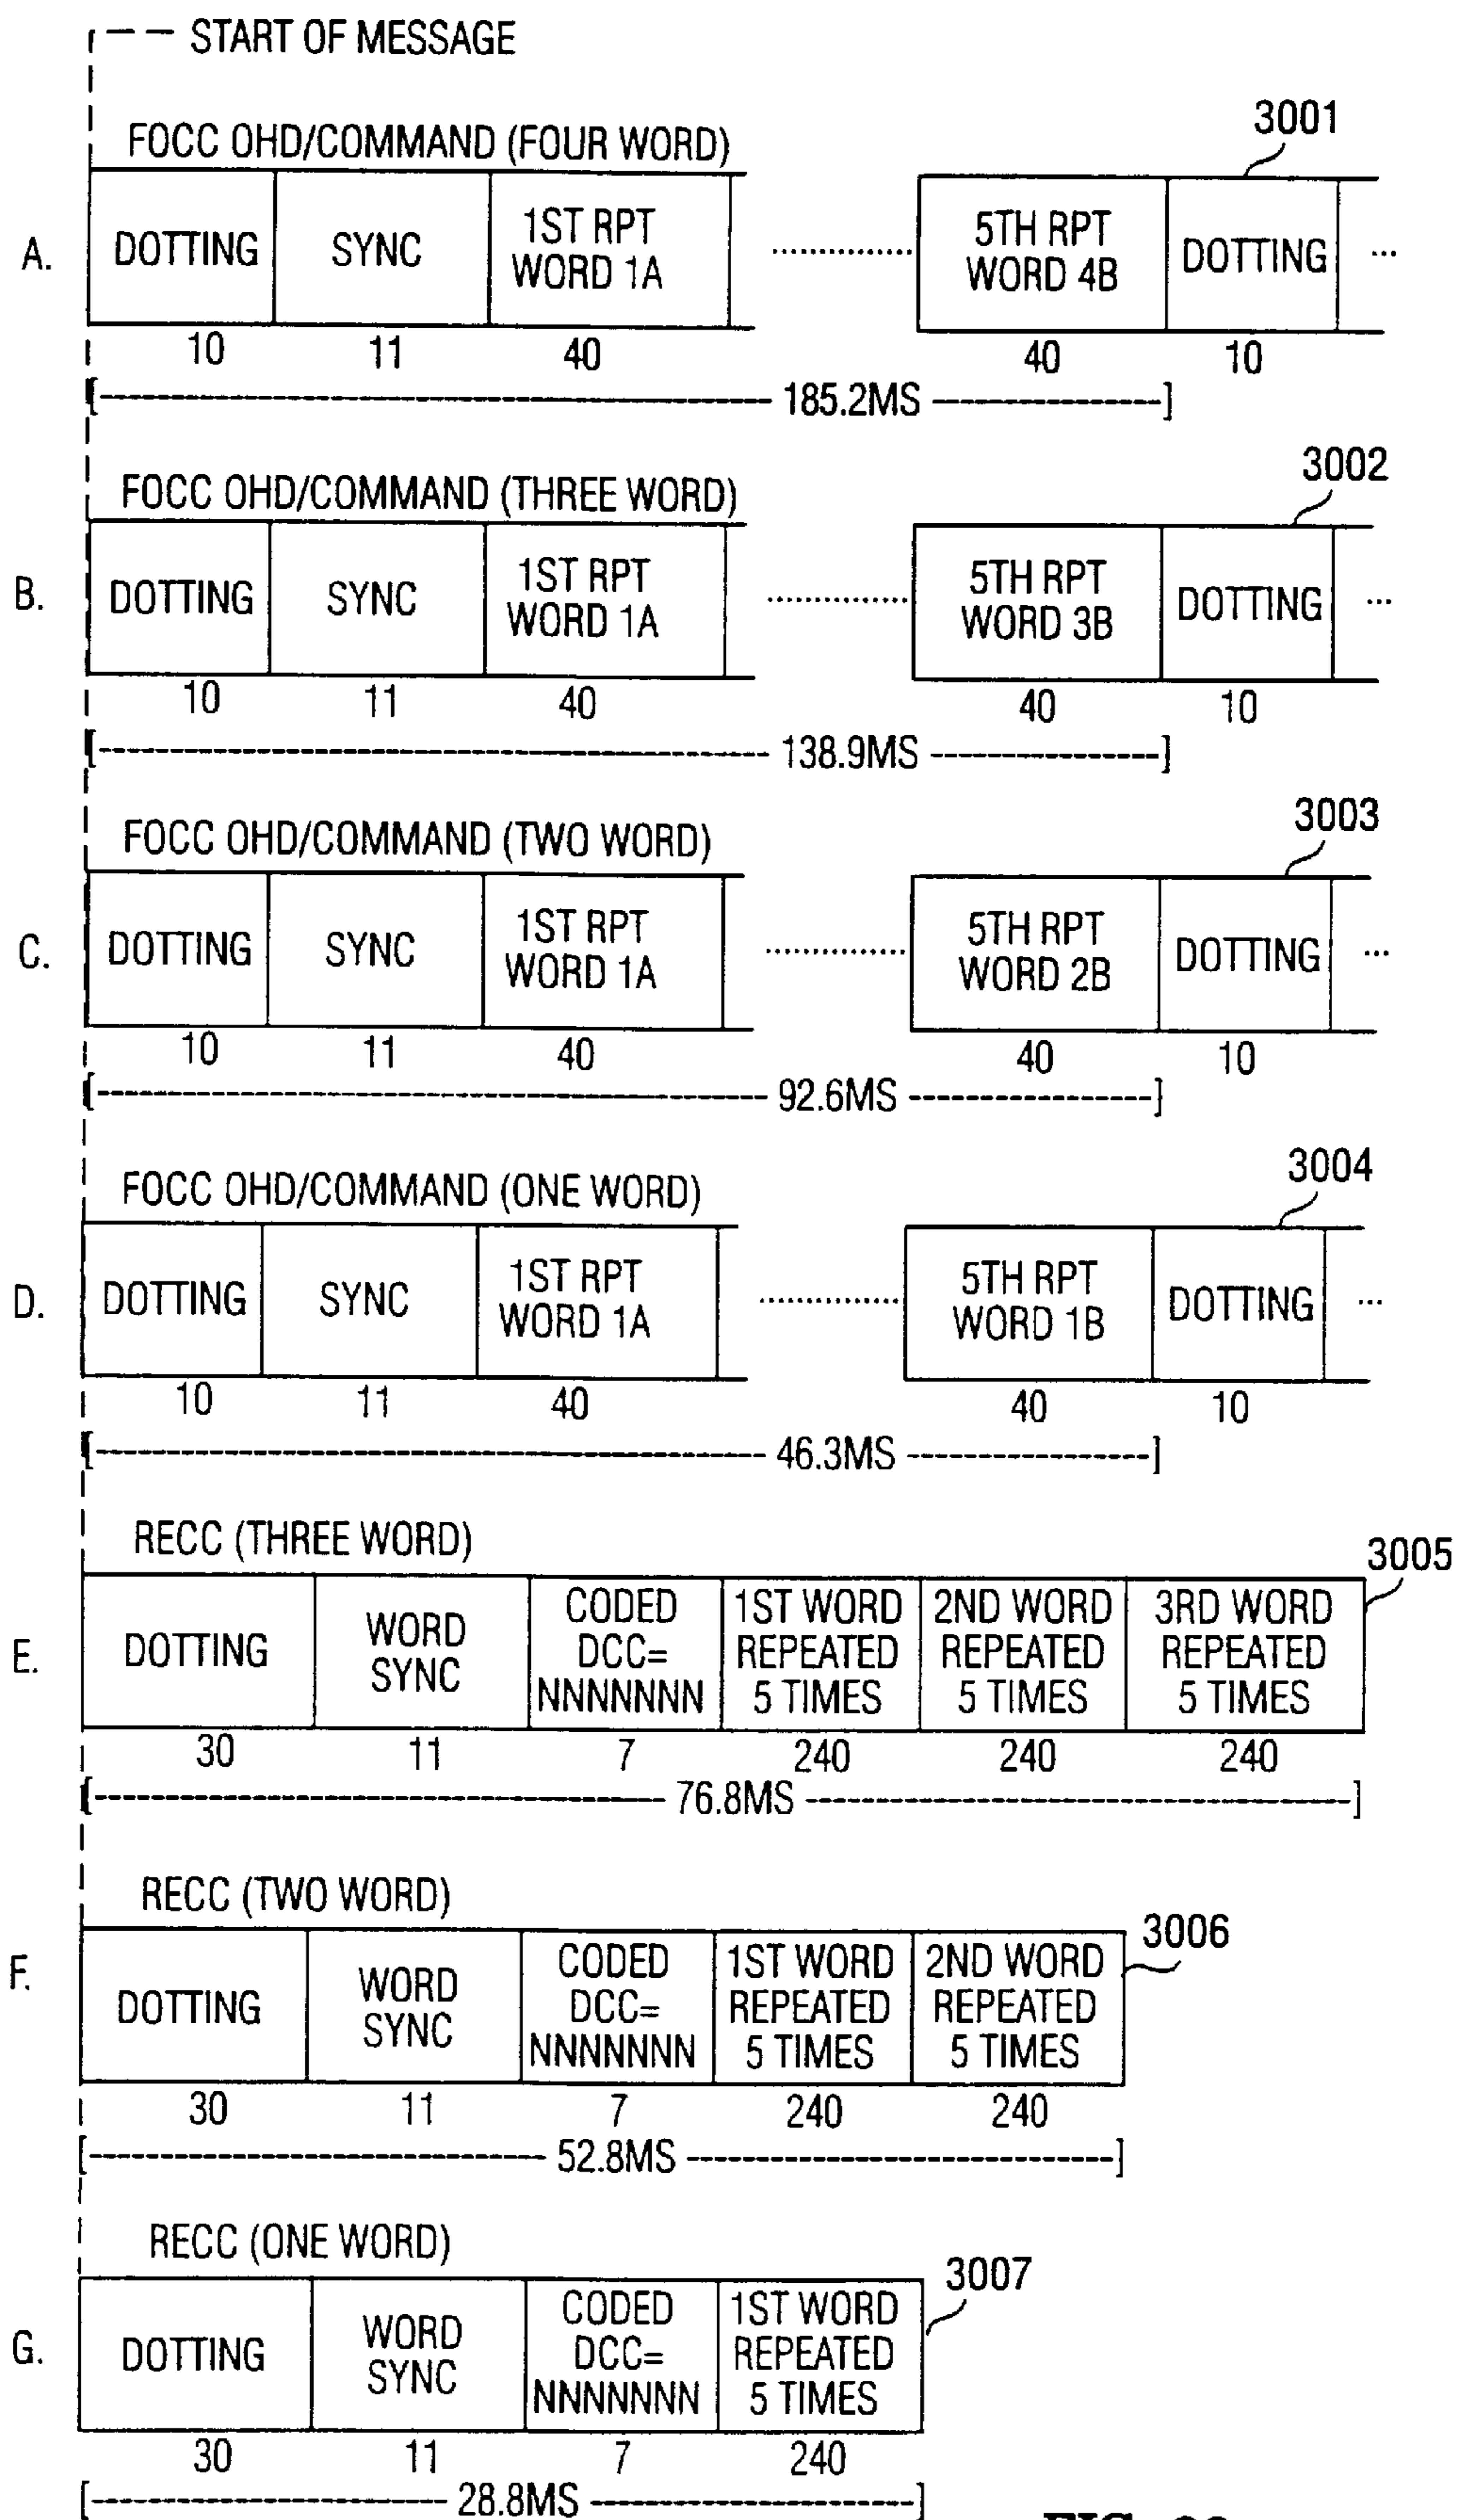 START OF MESSAGE
FOCC OHD/COMMAND (FOUR WORD)
3001
A.
DOTTING
SYNC
1ST RPT
WORD 1A
5TH RPT
WORD 4B
DOTTING
...
10
11
40
40
10
185.2MS
FOCC OHD/COMMAND (THREE WORD)
3002
B.
DOTTING
SYNC
1ST RPT
WORD 1A
5TH RPT
WORD 3B
DOTTING
...
10
11
40
40
10
138.9MS
FOCC OHD/COMMAND (TWO WORD)
3003
C.
DOTTING
SYNC
1ST RPT
WORD 1A
5TH RPT
WORD 2B
DOTTING
...
10
11
40
40
10
92.6MS
FOCC OHD/COMMAND (ONE WORD)
3004
D.
DOTTING
SYNC
1ST RPT
WORD 1A
5TH RPT
WORD 1B
DOTTING
...
10
11
40
40
10
46.3MS
RECC (THREE WORD)
3005
E.
DOTTING
WORD
SYNC
CODED
DCC=
NNNNNNN
1ST WORD
REPEATED
5 TIMES
2ND WORD
REPEATED
5 TIMES
3RD WORD
REPEATED
5 TIMES
30
11
7
240
240
240
76.8MS
RECC (TWO WORD)
3006
F.
DOTTING
WORD
SYNC
CODED
DCC=
NNNNNNN
1ST WORD
REPEATED
5 TIMES
2ND WORD
REPEATED
5 TIMES
30
11
7
240
240
52.8MS
RECC (ONE WORD)
3007
G.
DOTTING
WORD
SYNC
CODED
DCC=
NNNNNNN
1ST WORD
REPEATED
5 TIMES
30
11
7
240
28.8MS